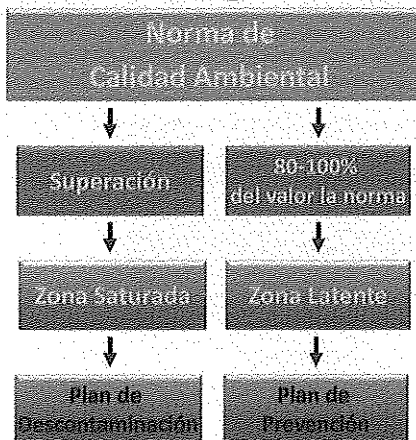 Norma de
Calidad Ambiental
Superación
80-100%
del valor la norma
Zona Saturada
Zona Latente
Plan de
Descontaminación
Plan de
Prevención